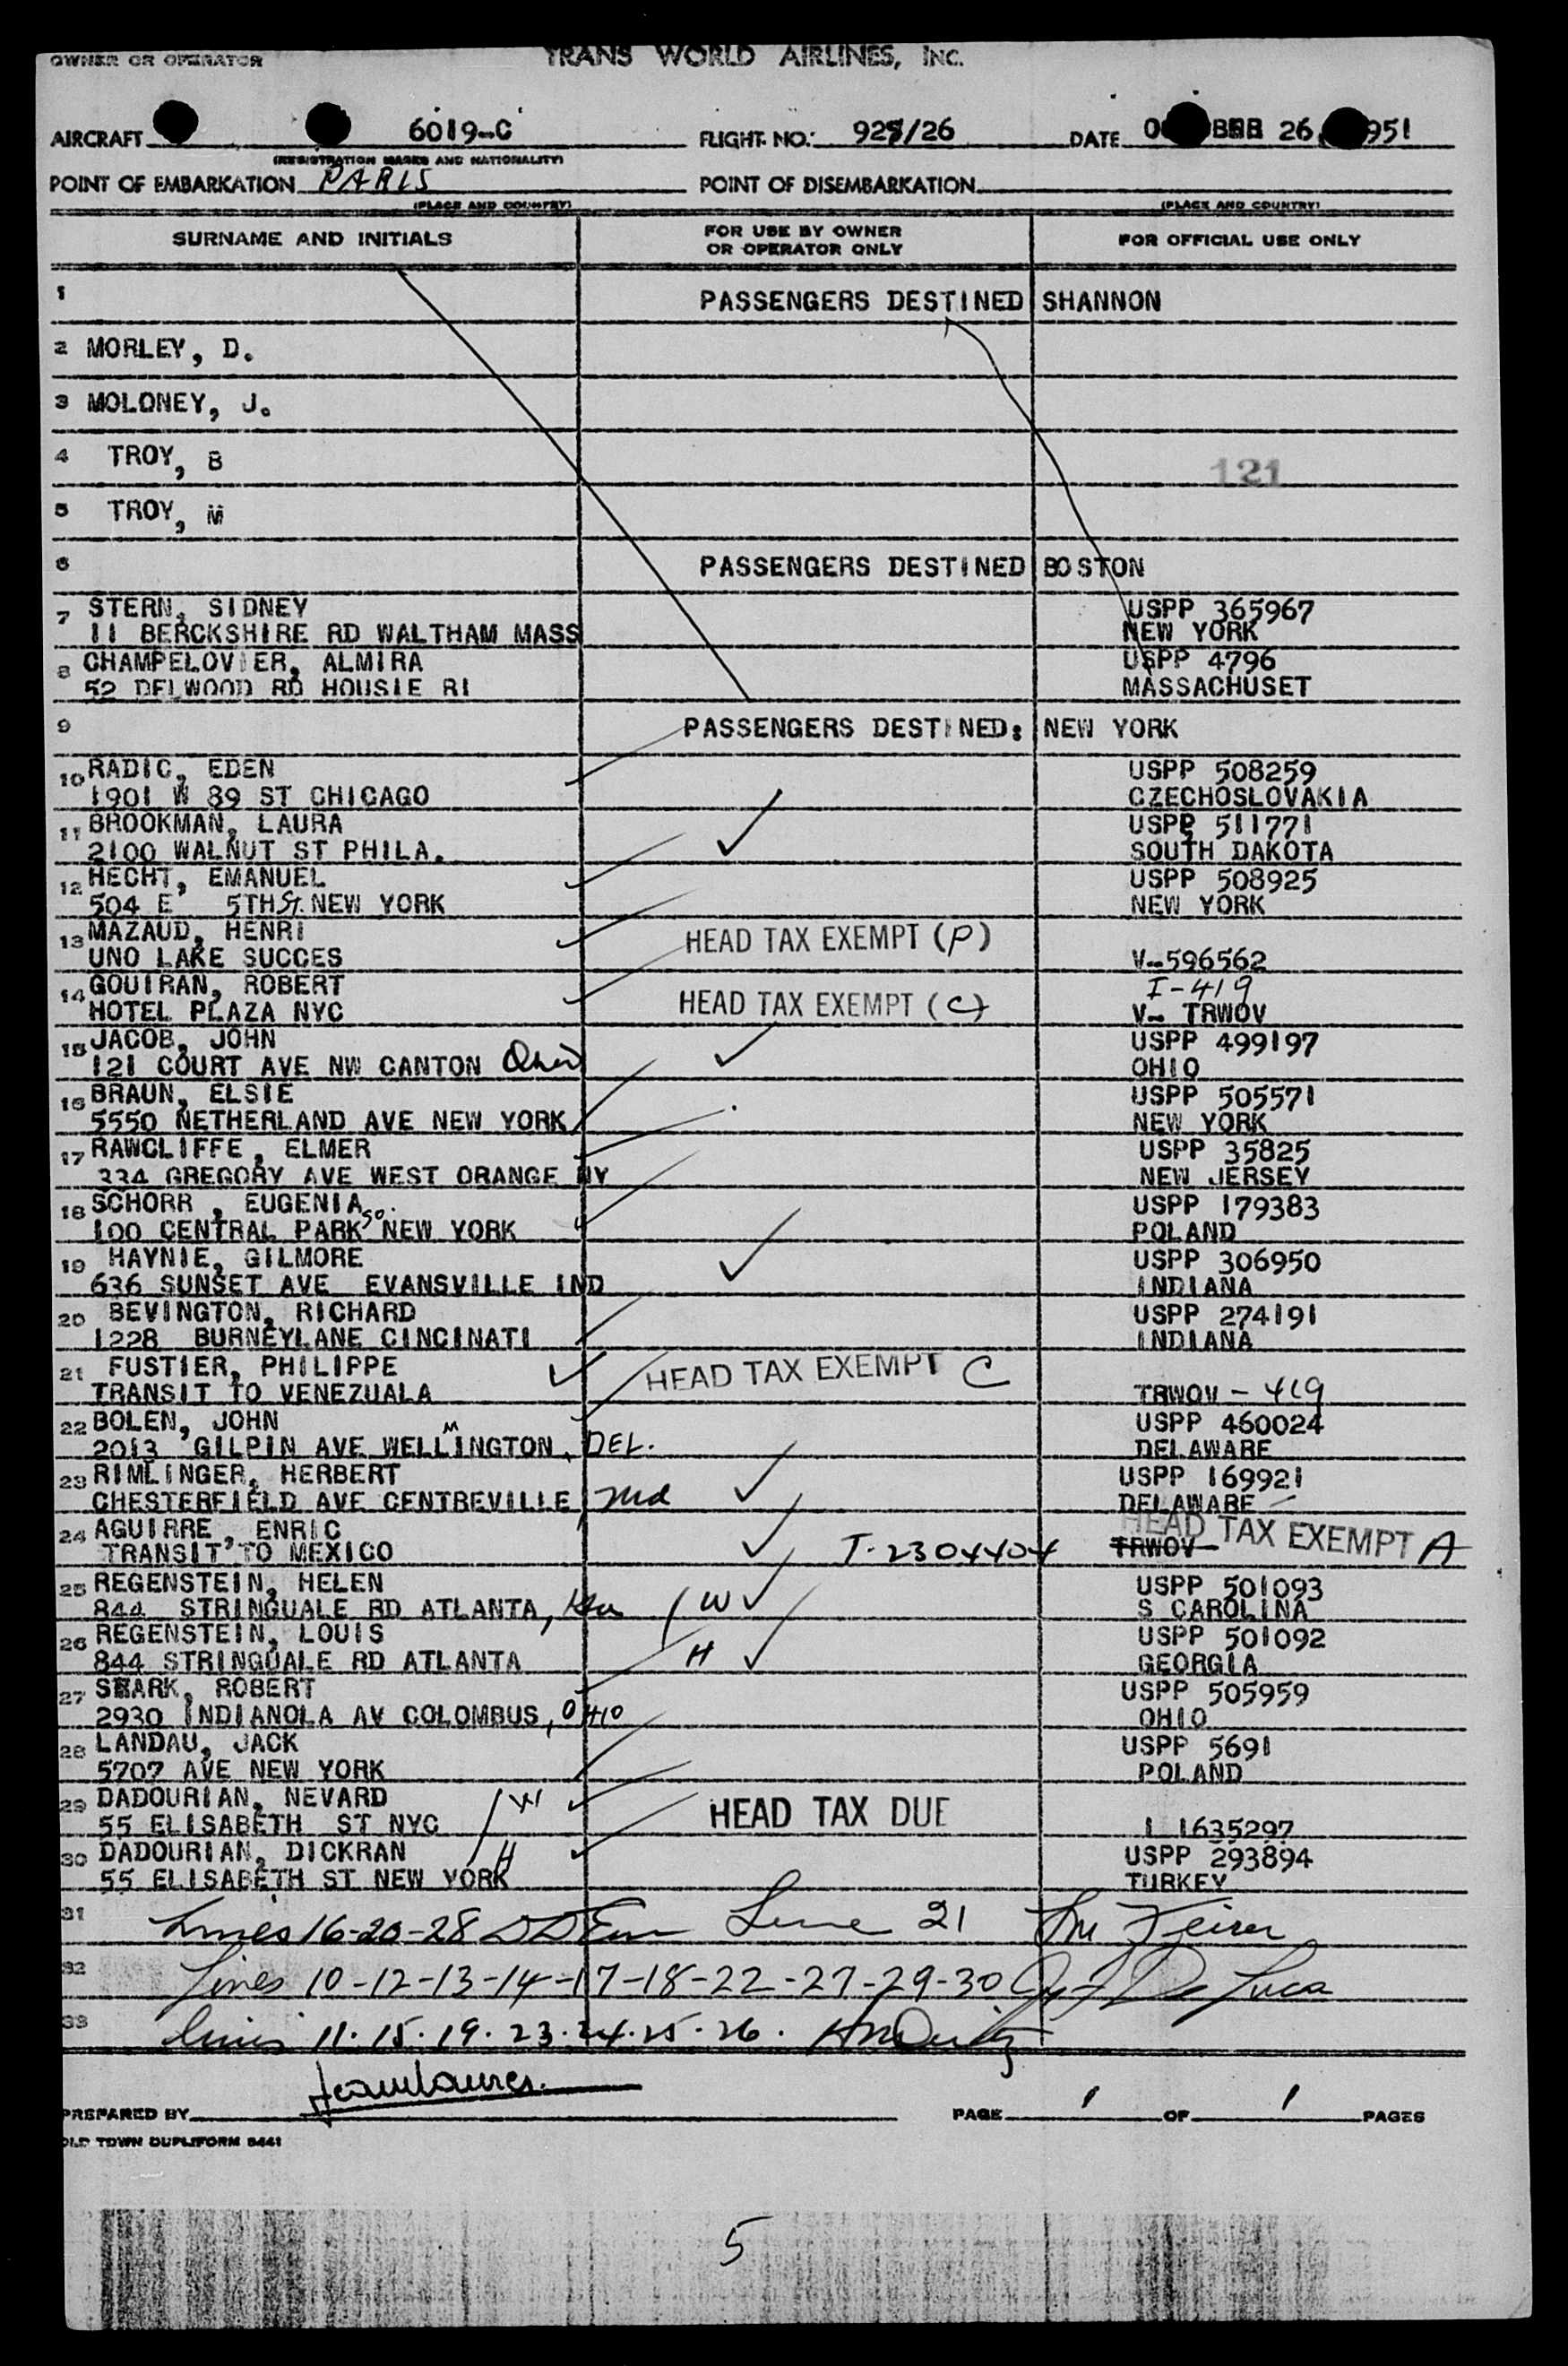 OWNER OR OPERATOR TRANS WORLD AIRLINES, INC.
AIRCRAFT 6019-C FLIGHT NO. 925/26 DATE O BER 26, 951
(REGISTRATION MARKS AND NATIONALITY)
POINT OF EMBARKATION PARIS POINT OF DISEMBARKATION
(PLACE AND COUNTRY) (PLACE AND COUNTRY)
SURNAME AND INITIALS FOR USE BY OWNER OR OPERATOR ONLY FOR OFFICIAL USE ONLY
1 PASSENGERS DESTINED SHANNON
2 MORLEY, D.
3 MOLONEY, J.
4 TROY, B
121
5 TROY, M
6 PASSENGERS DESTINED BOSTON
7 STERN, SIDNEY USPP 365967
11 BERCKSHIRE RD WALTHAM MASS NEW YORK
8 CHAMPELOVIER, ALMIRA USPP 4796
52 DELWOOD RD HOUSIE RI MASSACHUSET
9 PASSENGERS DESTINED: NEW YORK
10 RADIC, EDEN USPP 508259
1901 W 89 ST CHICAGO CZECHOSLOVAKIA
11 BROOKMAN, LAURA USPP 511771
2100 WALNUT ST PHILA. SOUTH DAKOTA
12 HECHT, EMANUEL USPP 508925
504 E 5TH St. NEW YORK NEW YORK
13 MAZAUD, HENRI HEAD TAX EXEMPT (P)
UNO LAKE SUCCES V-596562
14 GOUIRAN, ROBERT HEAD TAX EXEMPT (C) I-419
HOTEL PLAZA NYC V- TRWOV
15 JACOB, JOHN USPP 499197
121 COURT AVE NW CANTON Ohio OHIO
16 BRAUN, ELSIE USPP 505571
5550 NETHERLAND AVE NEW YORK NEW YORK
17 RAWCLIFFE, ELMER USPP 35825
334 GREGORY AVE WEST ORANGE NY NEW JERSEY
18 SCHORR, EUGENIA USPP 179383
100 CENTRAL PARK So. NEW YORK POLAND
19 HAYNIE, GILMORE USPP 306950
636 SUNSET AVE EVANSVILLE IND INDIANA
20 BEVINGTON, RICHARD USPP 274191
1228 BURNEYLANE CINCINATI INDIANA
21 FUSTIER, PHILIPPE HEAD TAX EXEMPT C
TRANSIT TO VENEZUALA TRWOV - 419
22 BOLEN, JOHN USPP 460024
2013 GILPIN AVE WELLMINGTON, DEL. DELAWARE
23 RIMLINGER, HERBERT USPP 169921
CHESTERFIELD AVE CENTREVILLE, Md DELAWARE
24 AGUIRRE, ENRIC HEAD TAX EXEMPT A
TRANSIT TO MEXICO T-2304404 TRWOV
25 REGENSTEIN, HELEN W USPP 501093
844 STRINGUALE RD ATLANTA, S CAROLINA
26 REGENSTEIN, LOUIS H USPP 501092
844 STRINGUALE RD ATLANTA GEORGIA
27 SHARK, ROBERT USPP 505959
2930 INDIANOLA AV COLOMBUS, OHIO OHIO
28 LANDAU, JACK USPP 5691
5707 AVE NEW YORK POLAND
29 DADOURIAN, NEVARD W HEAD TAX DUE
55 ELISABETH ST NYC I 1635297
30 DADOURIAN, DICKRAN H USPP 293894
55 ELISABETH ST NEW YORK TURKEY
31 Lines 16-20-28 Line 21
32 Lines 10-12-13-14-17-18-22-27-29-30 De Luca
33 Lines 11. 15. 19. 23. 24. 25. 26.
PREPARED BY PAGE 1 OF 1 PAGES
OLD TOWN DUPLIFORM 5441
5